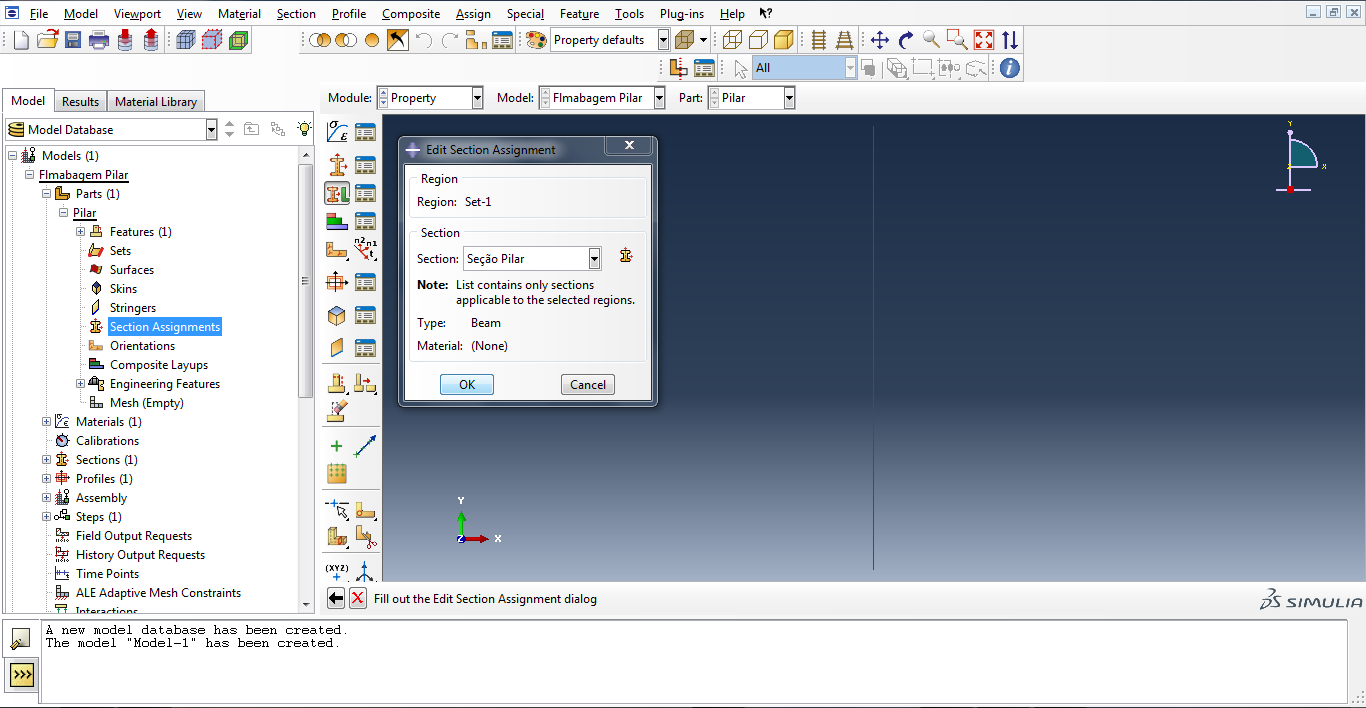 File Model Viewport View Material Section Profile Composite Assign Special Feature Tools Plug-ins Help
Property defaults
All
Model Results Material Library
Module: Property Model: Flmabagem Pilar Part: Pilar
Model Database
Models (1)
Flmabagem Pilar
Parts (1)
Pilar
Features (1)
Sets
Surfaces
Skins
Stringers
Section Assignments
Orientations
Composite Layups
Engineering Features
Mesh (Empty)
Materials (1)
Calibrations
Sections (1)
Profiles (1)
Assembly
Steps (1)
Field Output Requests
History Output Requests
Time Points
ALE Adaptive Mesh Constraints
Interactions
n2 n1
t
(XYZ)
Edit Section Assignment
Region
Region: Set-1
Section
Section: Seção Pilar
Note: List contains only sections
applicable to the selected regions.
Type: Beam
Material: (None)
OK Cancel
Y
X
Z
Y
X
Z
Fill out the Edit Section Assignment dialog
SIMULIA
A new model database has been created.
The model "Model-1" has been created.
>>>